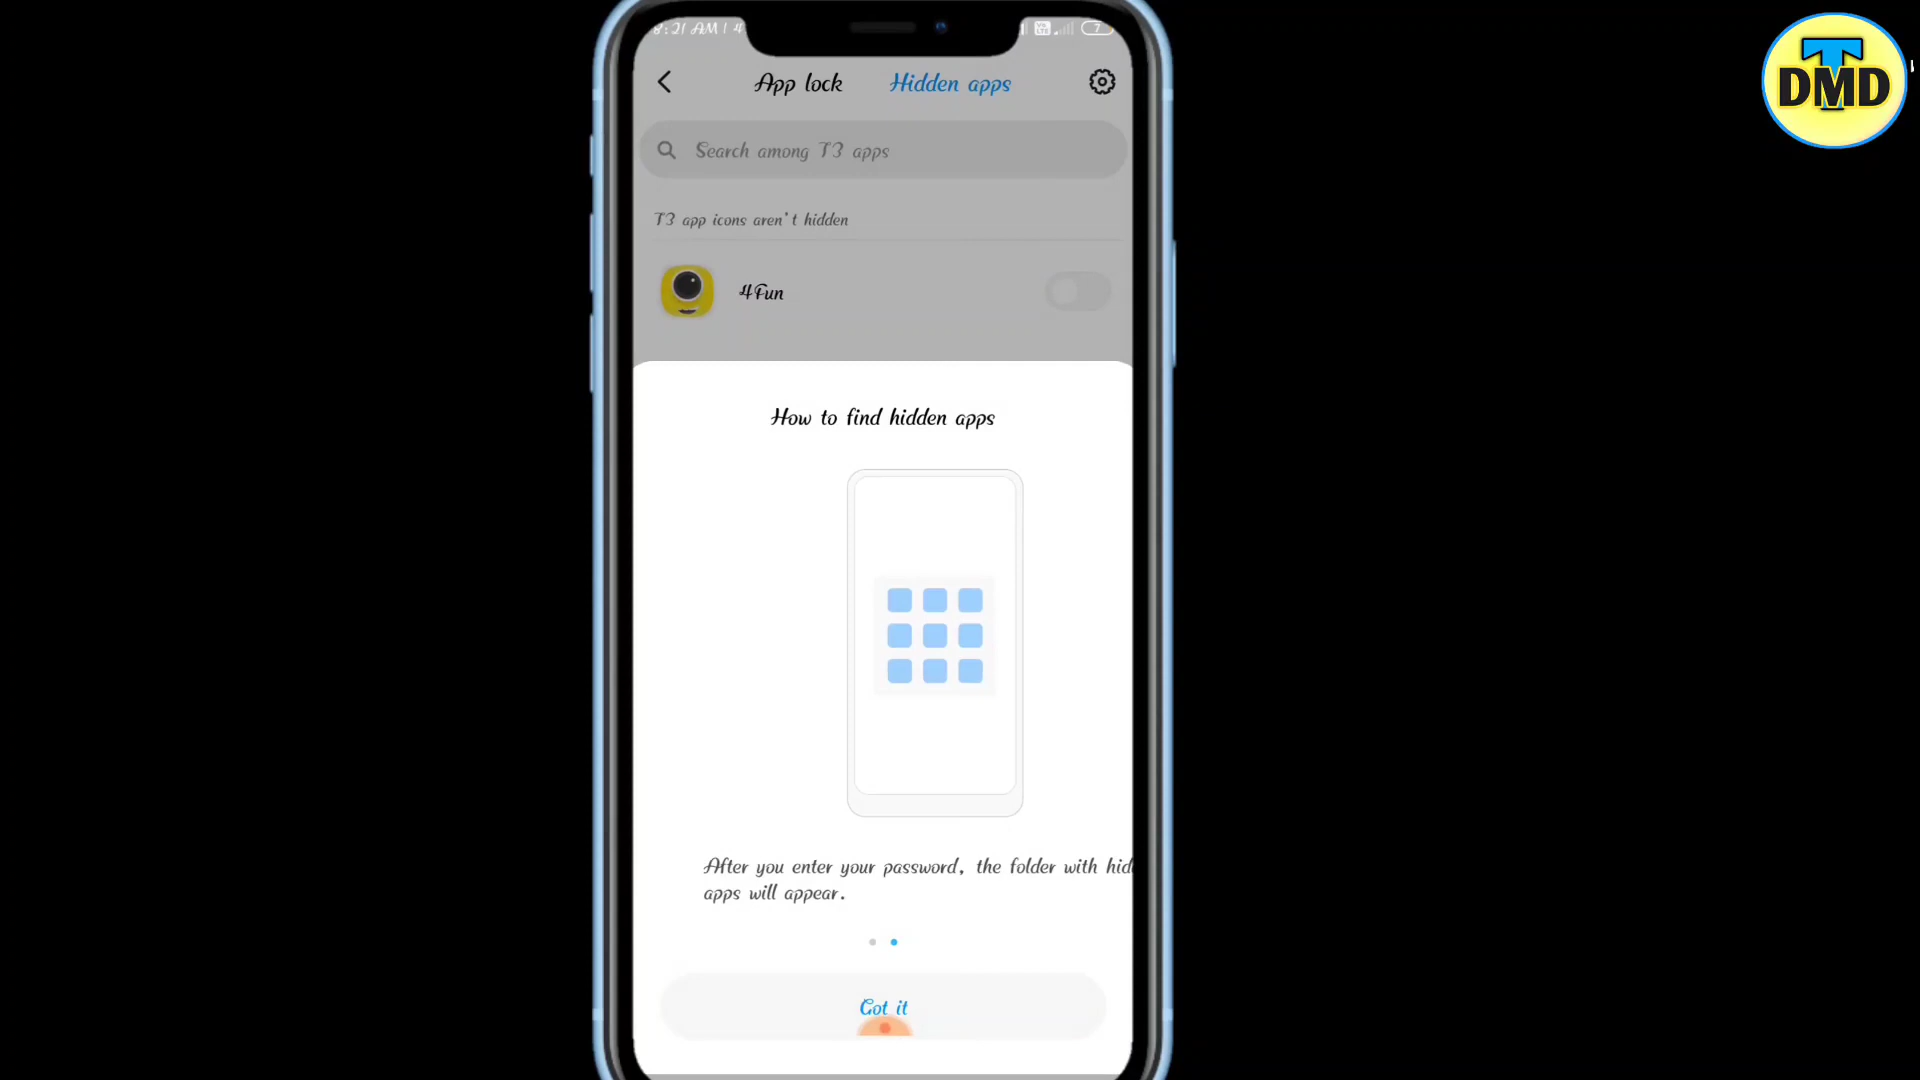 8:21 AM | 4
7
App lock
Hidden apps
Search among 73 apps
73 app icons aren't hidden
4Fun
How to find hidden apps
After you enter your password, the folder with hid
apps will appear.
Got it
T
DMD